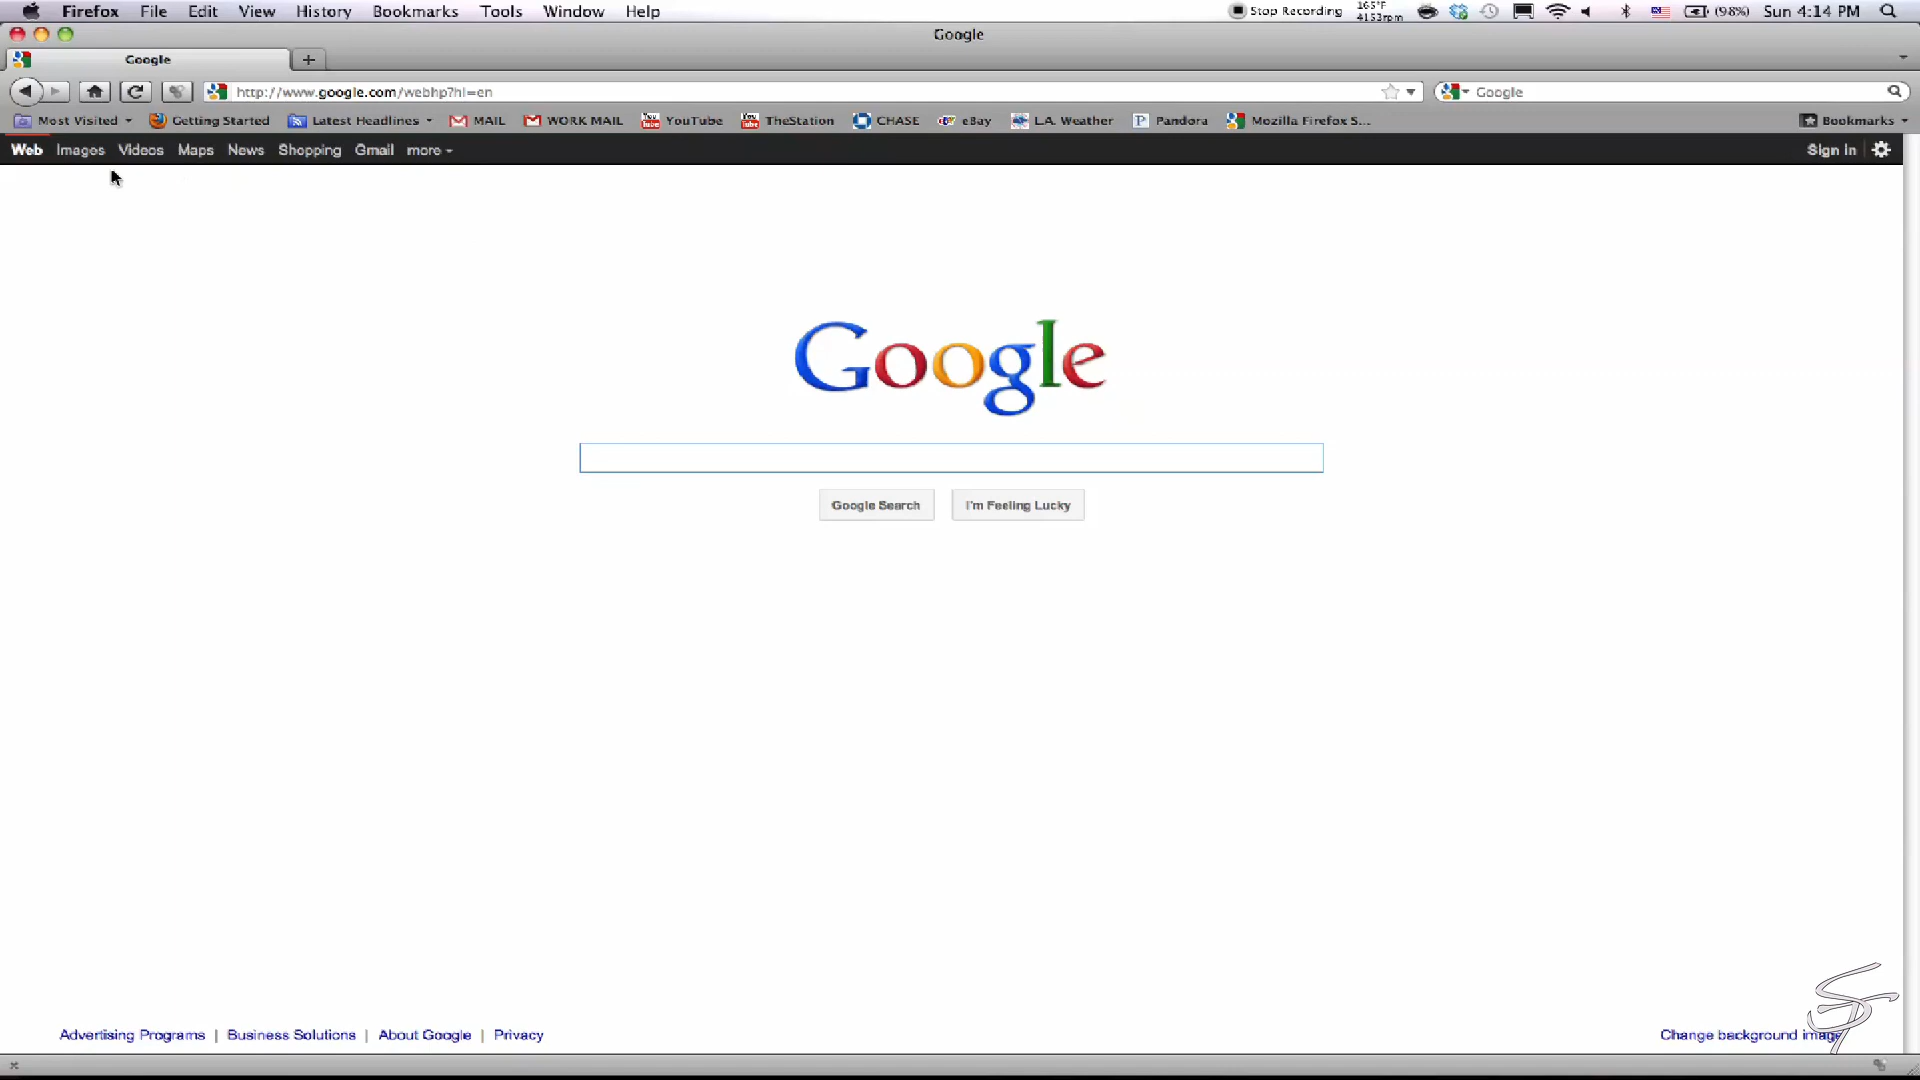 Firefox File Edit View History Bookmarks Tools Window Help Stop Recording 165°F 4153rpm (98%) Sun 4:14 PM
Google
Google
http://www.google.com/webhp?hl=en Google
Most Visited Getting Started Latest Headlines MAIL WORK MAIL YouTube TheStation CHASE eBay L.A. Weather Pandora Mozilla Firefox S... Bookmarks
Web Images Videos Maps News Shopping Gmail more Sign in
Google
Google Search I'm Feeling Lucky
Advertising Programs | Business Solutions | About Google | Privacy Change background image